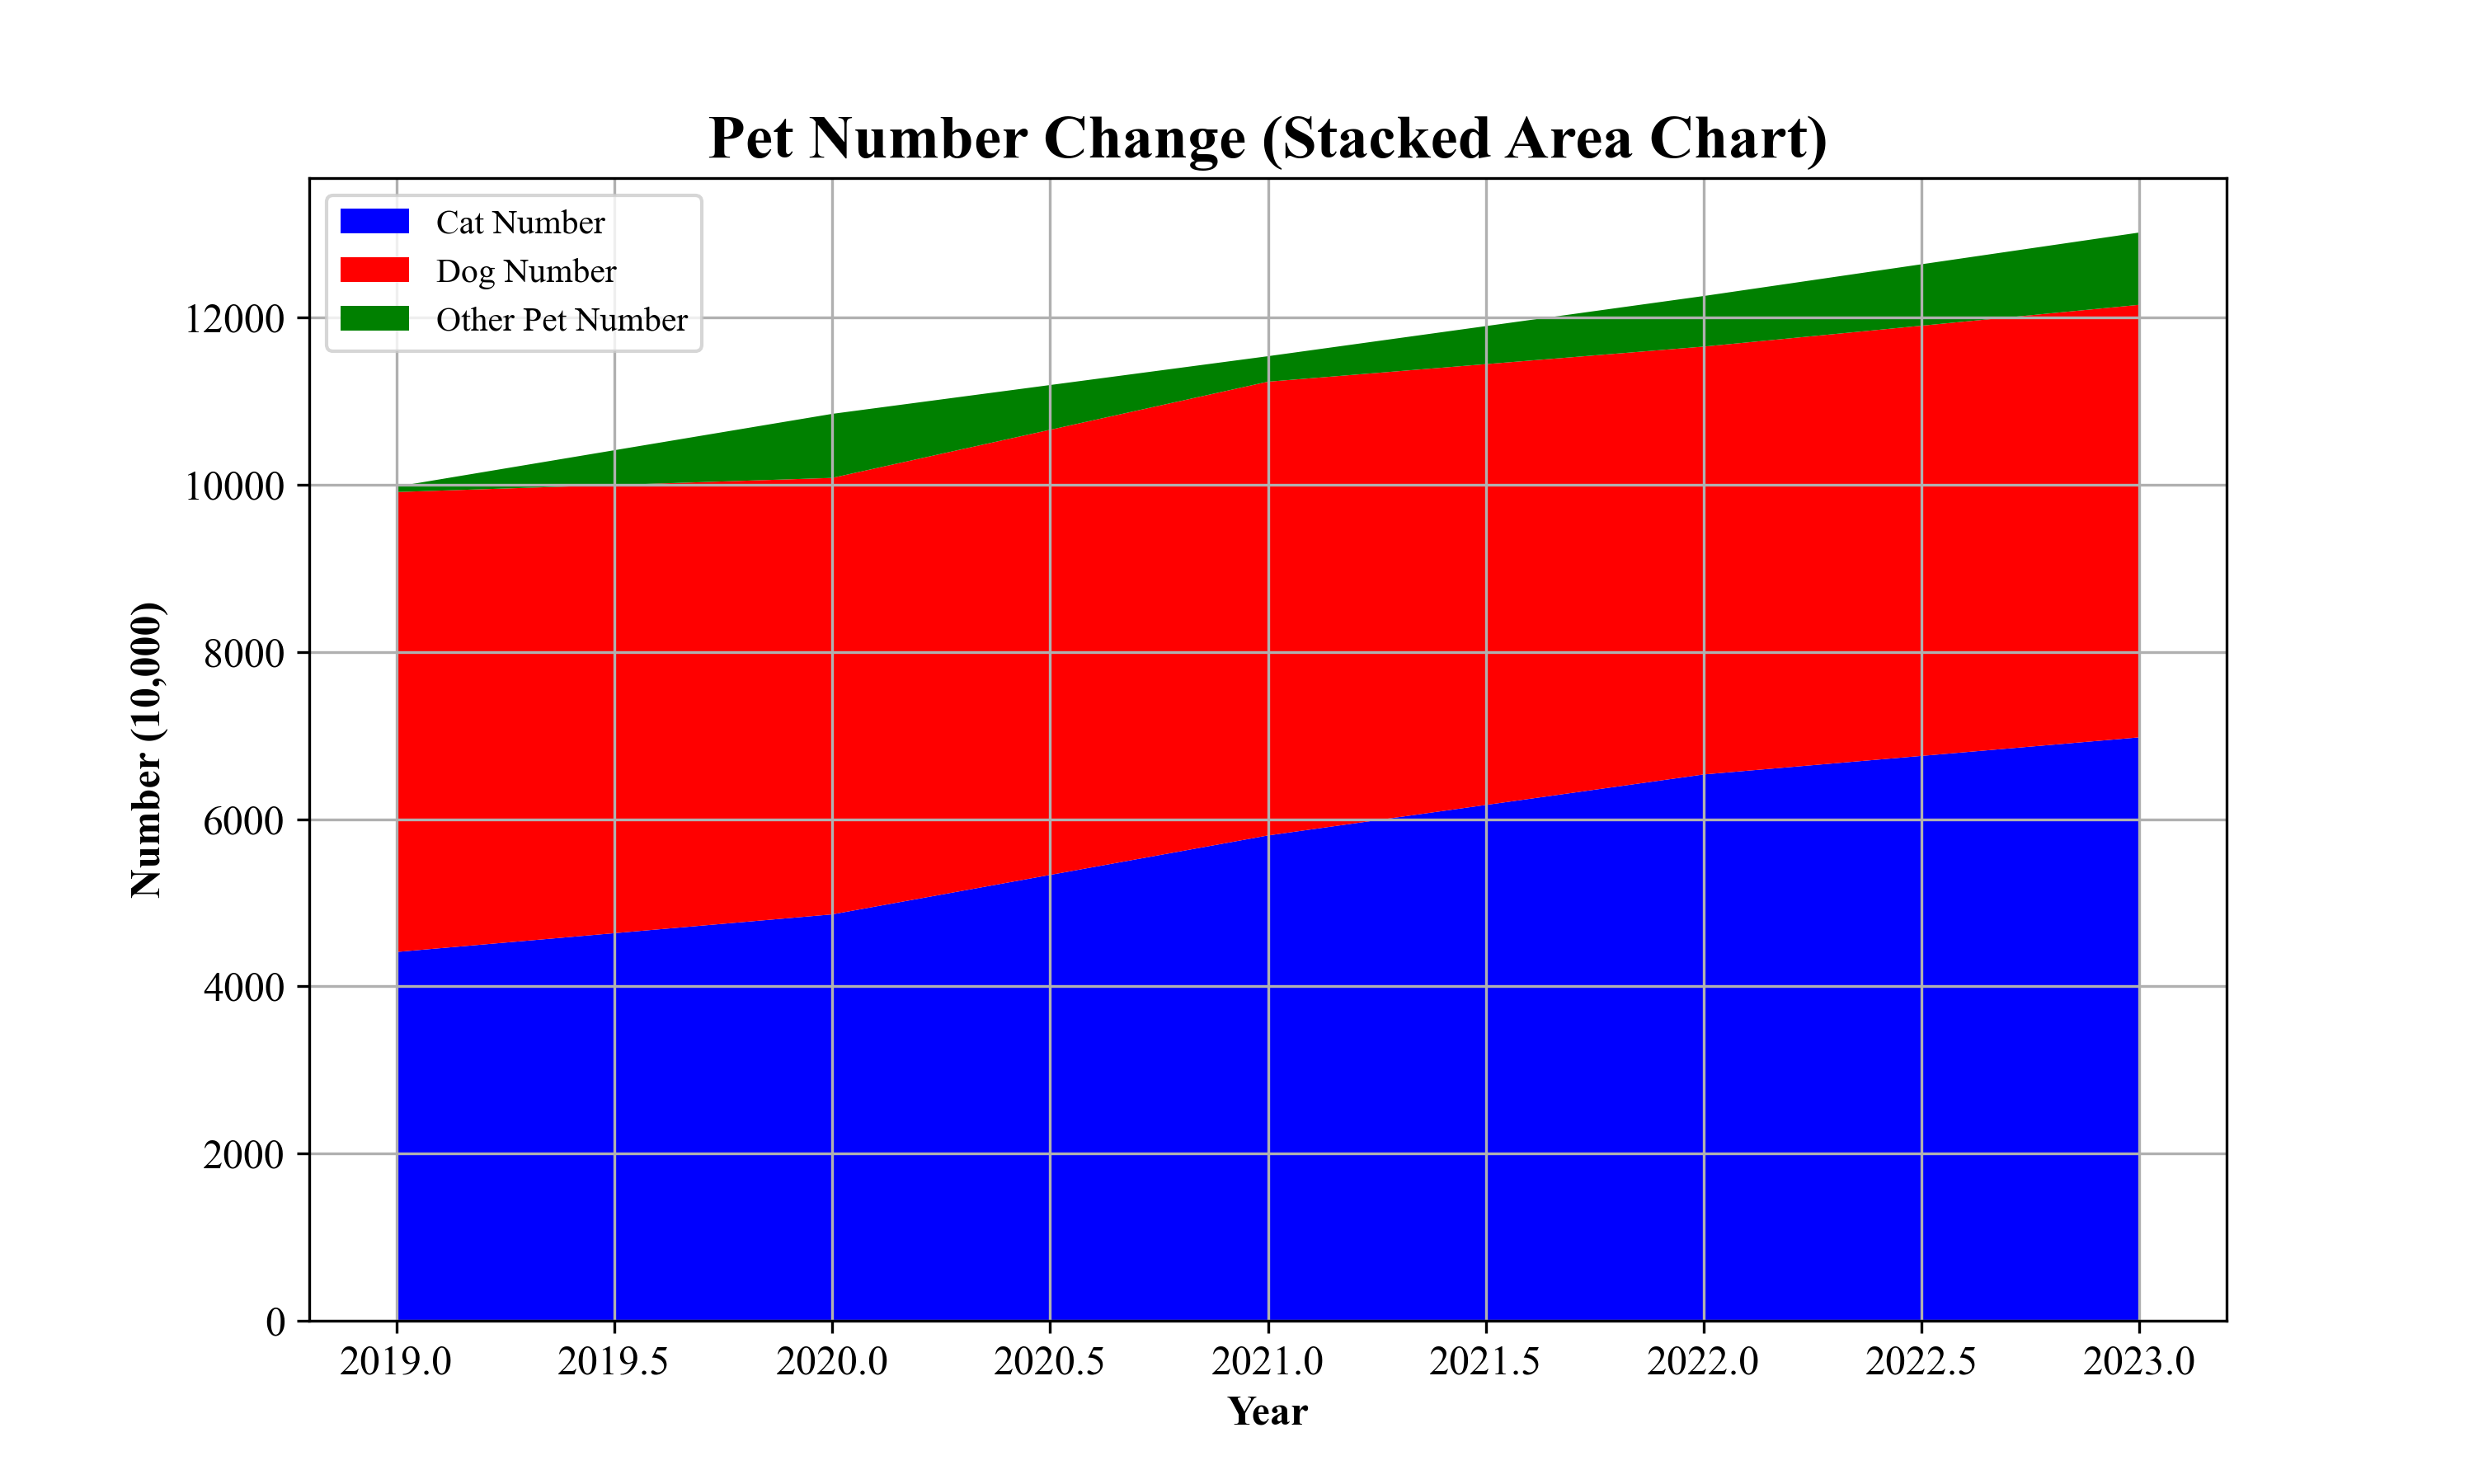 Pet Number Change (Stacked Area Chart)
Cat Number
Dog Number
Other Pet Number
12000
10000
8000
6000
4000
2000
0
Number (10,000)
2019.0 2019.5 2020.0 2020.5 2021.0 2021.5 2022.0 2022.5 2023.0
Year